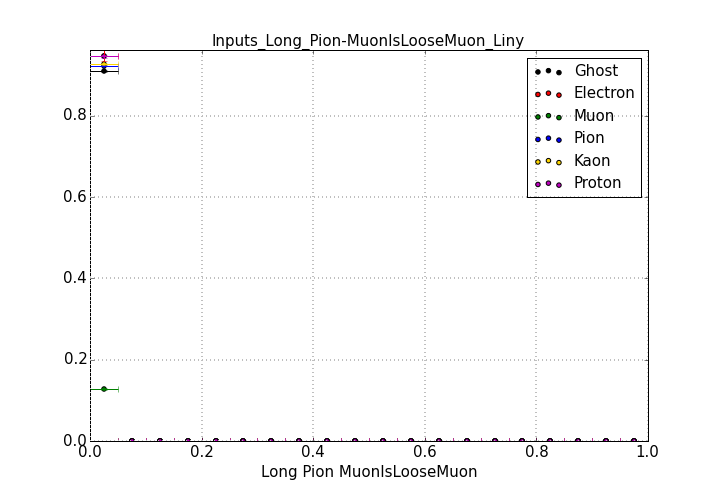 Inputs_Long_Pion-MuonIsLooseMuon_Liny
Ghost
Electron
Muon
Pion
Kaon
Proton
0.8
0.6
0.4
0.2
0.0
0.0 0.2 0.4 0.6 0.8 1.0
Long Pion MuonIsLooseMuon